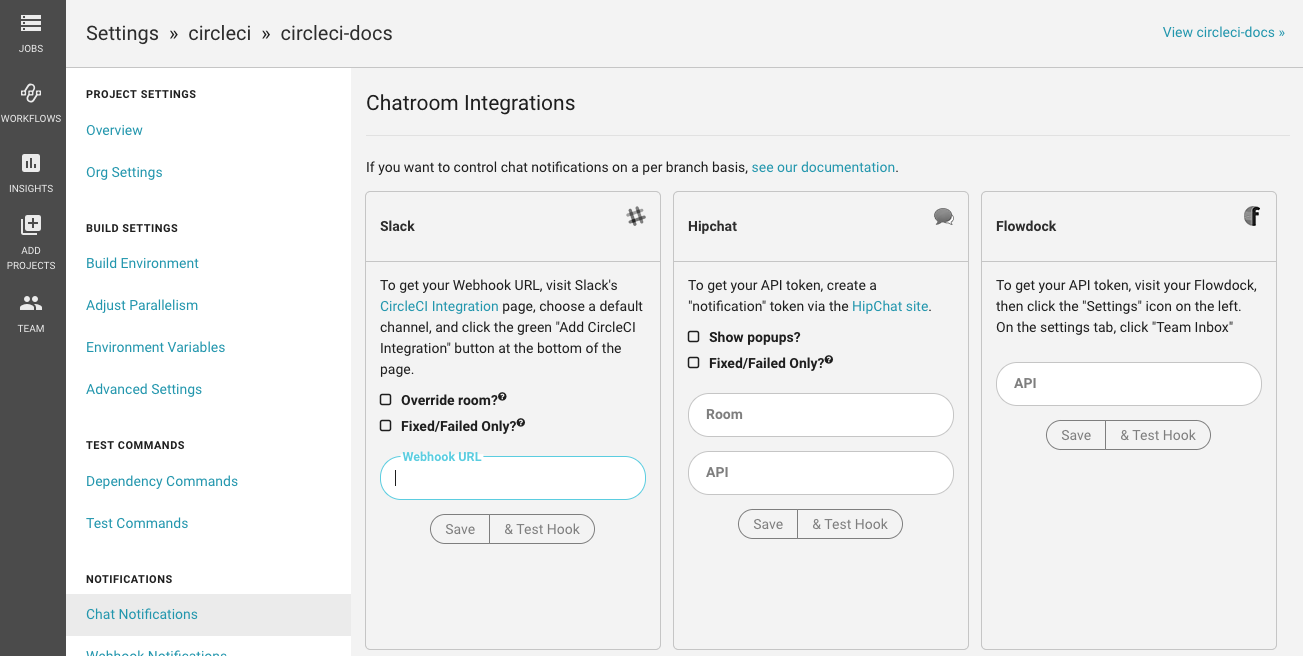 JOBS
WORKFLOWS
INSIGHTS
ADD
PROJECTS
TEAM
Settings » circleci » circleci-docs
View circleci-docs »
PROJECT SETTINGS
Overview
Org Settings
BUILD SETTINGS
Build Environment
Adjust Parallelism
Environment Variables
Advanced Settings
TEST COMMANDS
Dependency Commands
Test Commands
NOTIFICATIONS
Chat Notifications
Webhook Notifications
Chatroom Integrations
If you want to control chat notifications on a per branch basis, see our documentation.
Slack
To get your Webhook URL, visit Slack's
CircleCI Integration page, choose a default
channel, and click the green "Add CircleCI
Integration" button at the bottom of the
page.
Override room??
Fixed/Failed Only??
Webhook URL
Save & Test Hook
Hipchat
To get your API token, create a
"notification" token via the HipChat site.
Show popups?
Fixed/Failed Only??
Room
API
Save & Test Hook
Flowdock
f
To get your API token, visit your Flowdock,
then click the "Settings" icon on the left.
On the settings tab, click "Team Inbox"
API
Save & Test Hook